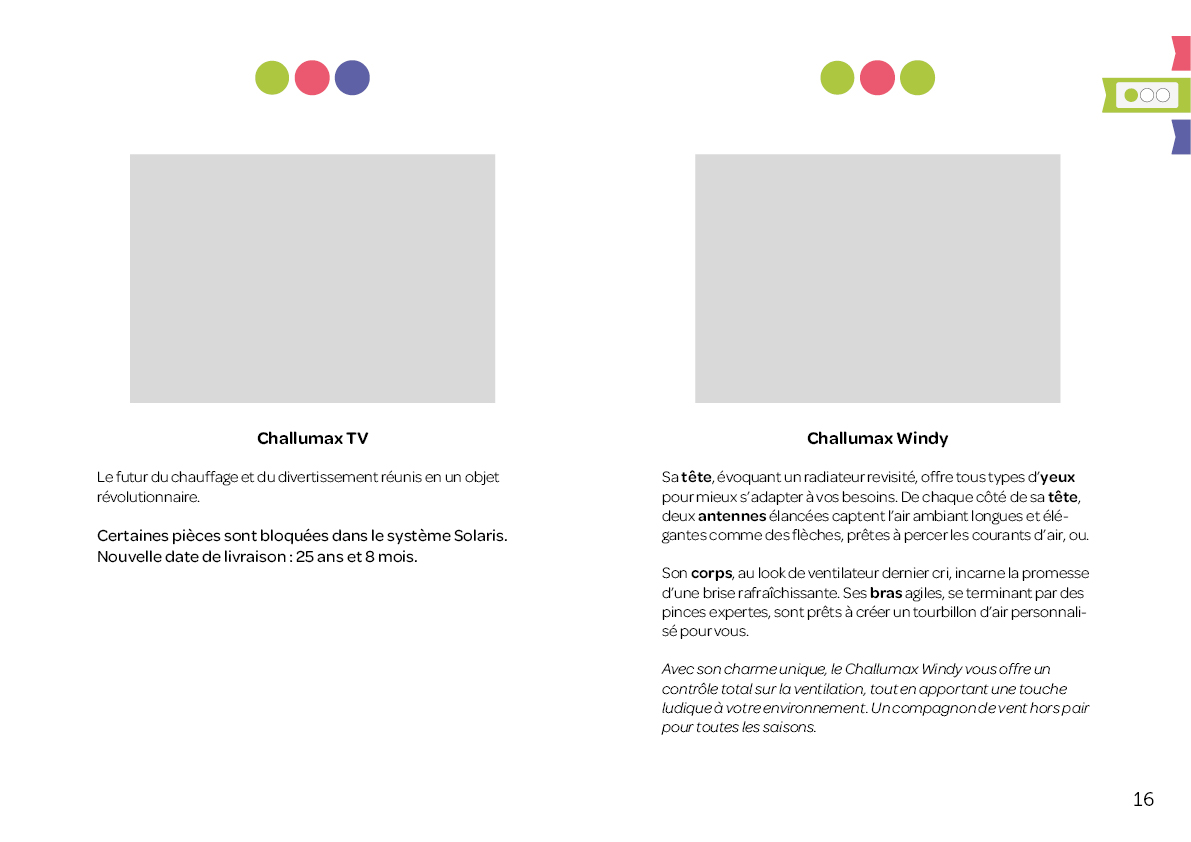 Challumax TV
Le futur du chauffage et du divertissement réunis en un objet
révolutionnaire.
Certaines pièces sont bloquées dans le système Solaris.
Nouvelle date de livraison : 25 ans et 8 mois.
Challumax Windy
Sa tête, évoquant un radiateur revisité, offre tous types d’yeux
pour mieux s’adapter à vos besoins. De chaque côté de sa tête,
deux antennes élancées captent l’air ambiant longues et élé-
gantes comme des flèches, prêtes à percer les courants d’air, ou.
Son corps, au look de ventilateur dernier cri, incarne la promesse
d’une brise rafraîchissante. Ses bras agiles, se terminant par des
pinces expertes, sont prêts à créer un tourbillon d’air personnali-
sé pour vous.
Avec son charme unique, le Challumax Windy vous offre un
contrôle total sur la ventilation, tout en apportant une touche
ludique à votre environnement. Un compagnon de vent hors pair
pour toutes les saisons.
16